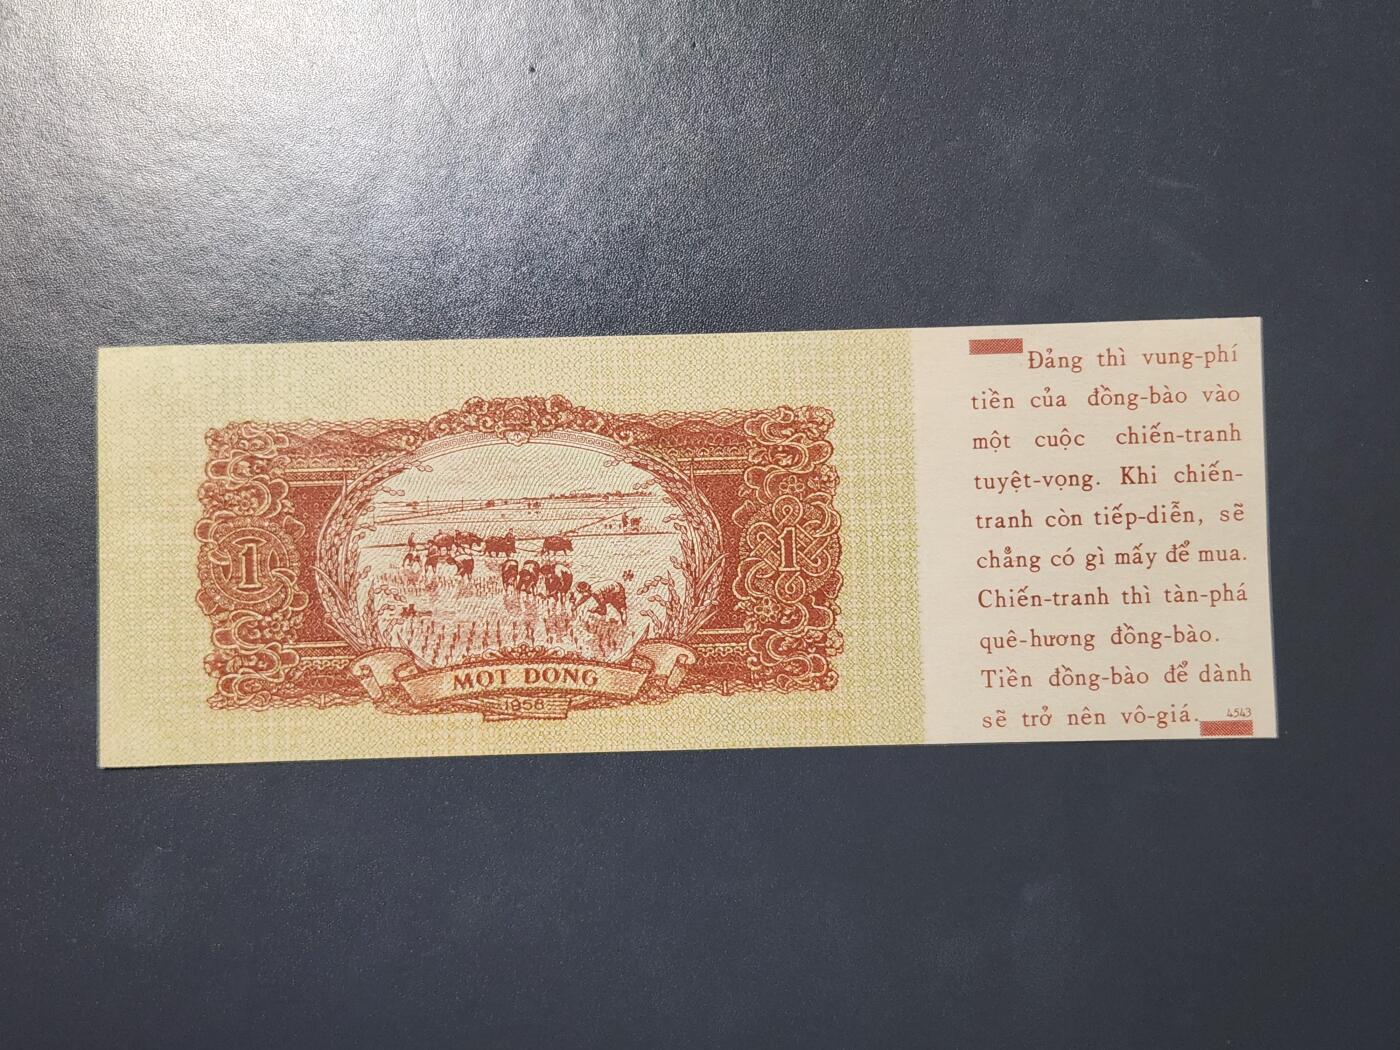 1
1
MỘT ĐỒNG
1958
Đảng thì vung-phí
tiền của đồng-bào vào
một cuộc chiến-tranh
tuyệt-vọng. Khi chiến-
tranh còn tiếp-diễn, sẽ
chẳng có gì mấy để mua.
Chiến-tranh thì tàn-phá
quê-hương đồng-bào.
Tiền đồng-bào để dành
sẽ trở nên vô-giá.
4543